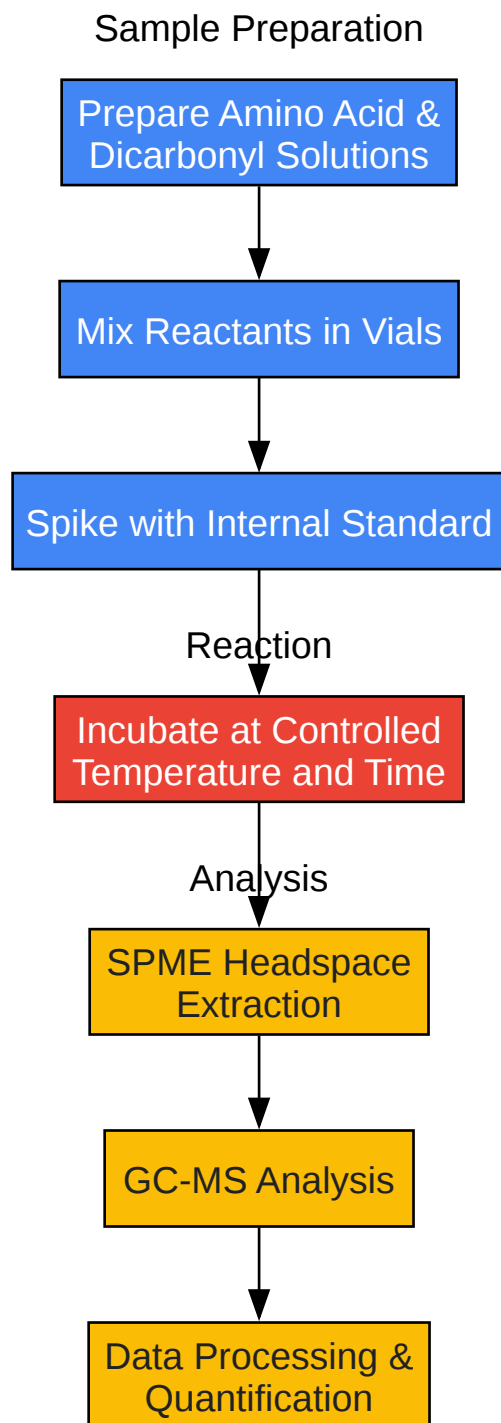 Sample Preparation
Prepare Amino Acid &
Dicarbonyl Solutions
Mix Reactants in Vials
Spike with Internal Standard
Reaction
Incubate at Controlled
Temperature and Time
Analysis
SPME Headspace
Extraction
GC-MS Analysis
Data Processing &
Quantification